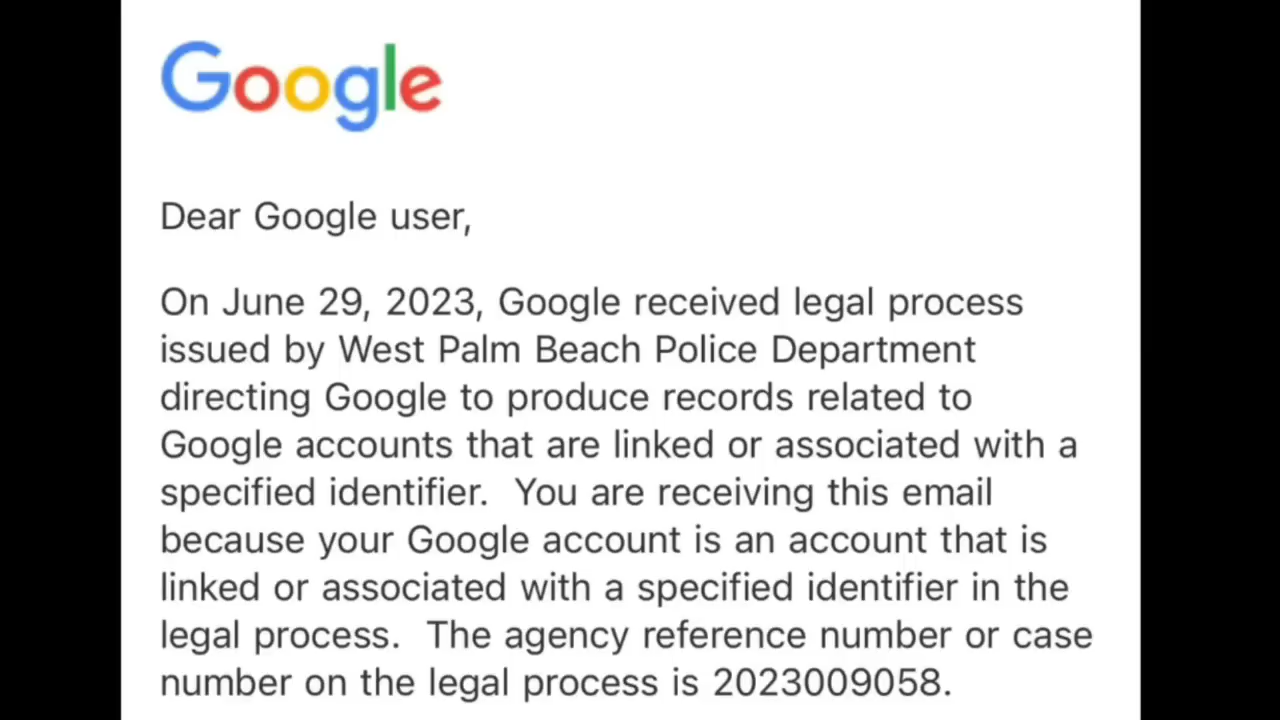 Google
Dear Google user,
On June 29, 2023, Google received legal process
issued by West Palm Beach Police Department
directing Google to produce records related to
Google accounts that are linked or associated with a
specified identifier.  You are receiving this email
because your Google account is an account that is
linked or associated with a specified identifier in the
legal process.  The agency reference number or case
number on the legal process is 2023009058.